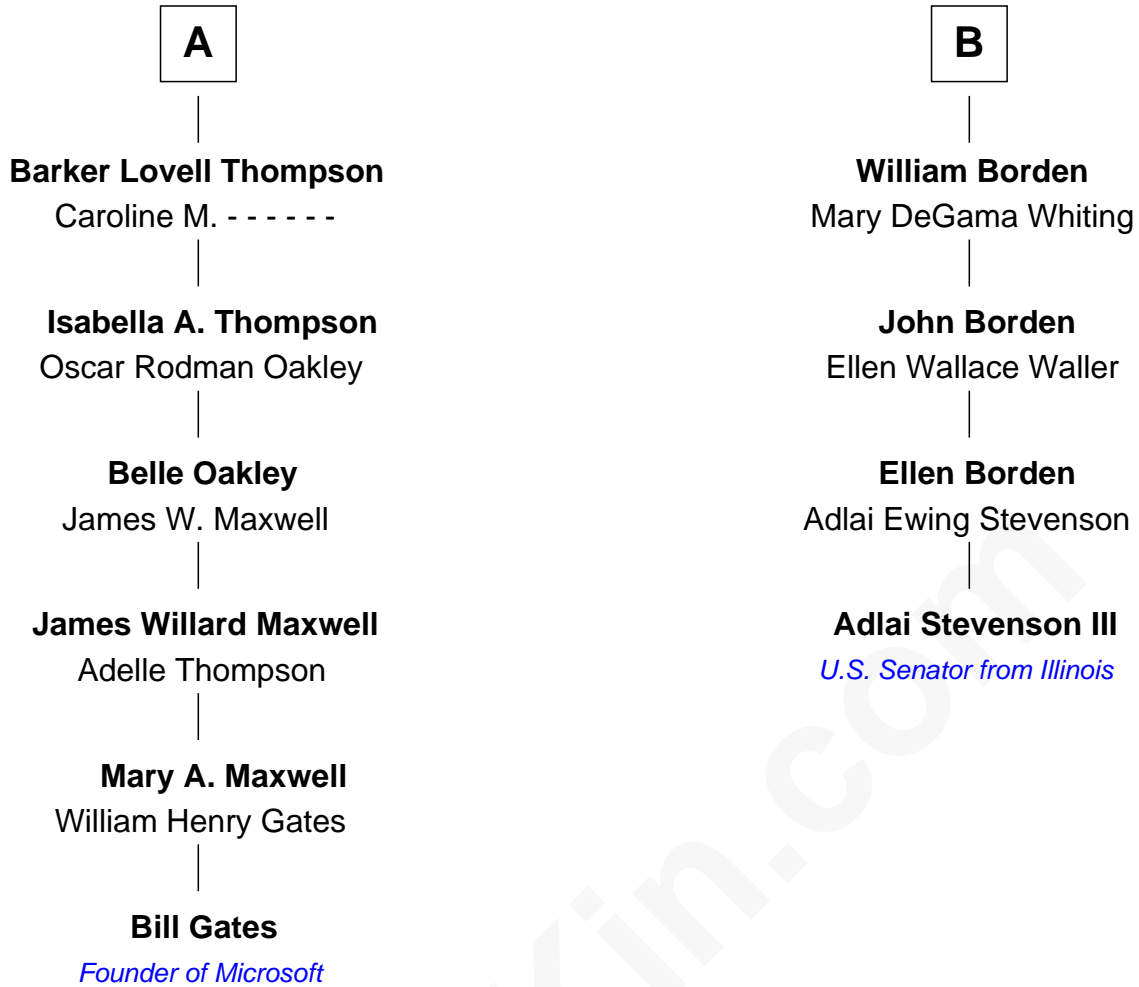 A
Barker Lovell Thompson
Caroline M. - - - - - -
Isabella A. Thompson
Oscar Rodman Oakley
Belle Oakley
James W. Maxwell
James Willard Maxwell
Adelle Thompson
Mary A. Maxwell
William Henry Gates
Bill Gates
Founder of Microsoft
B
William Borden
Mary DeGama Whiting
John Borden
Ellen Wallace Waller
Ellen Borden
Adlai Ewing Stevenson
Adlai Stevenson III
U.S. Senator from Illinois
Kin.com